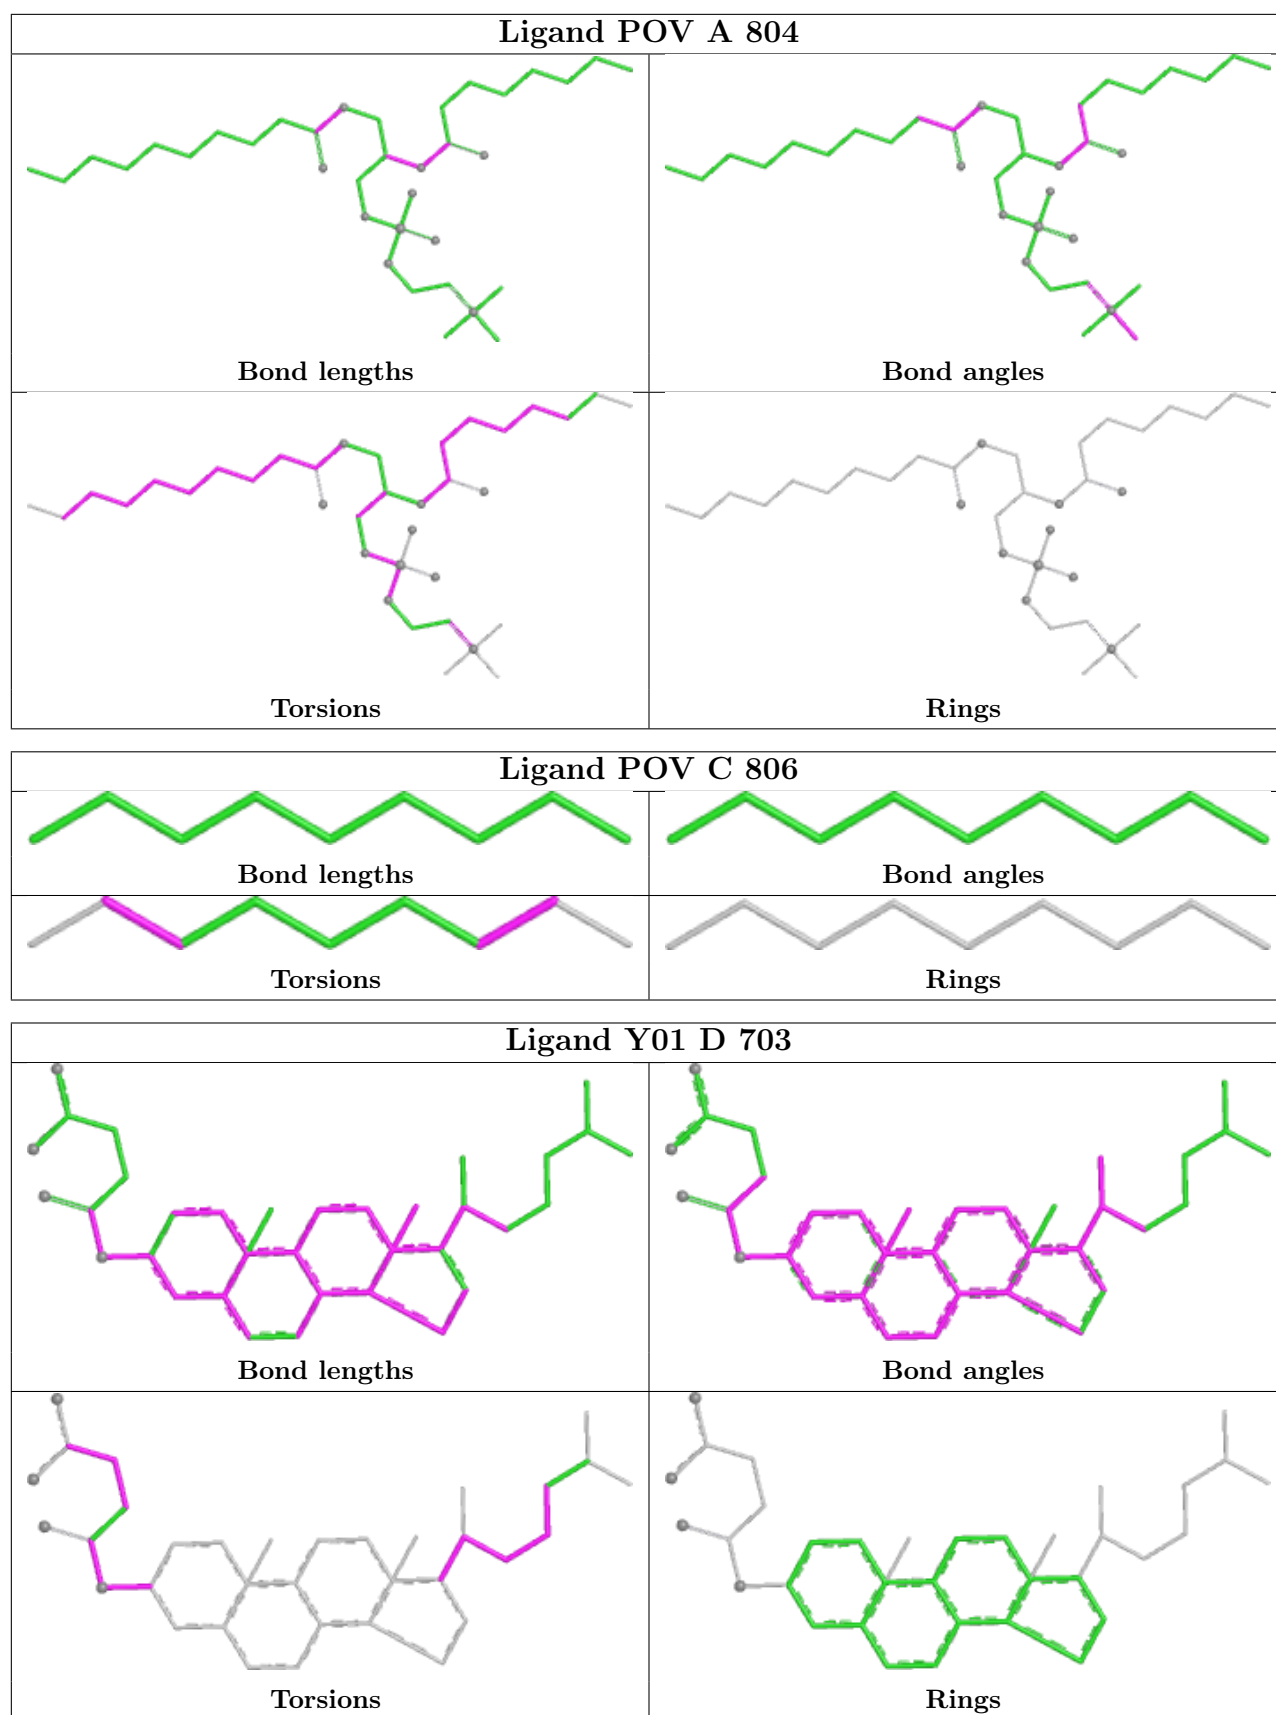 Ligand POV A 804
Bond lengths
Bond angles
Torsions
Rings
Ligand POV C 806
Bond lengths
Bond angles
Torsions
Rings
Ligand Y01 D 703
Bond lengths
Bond angles
Torsions
Rings